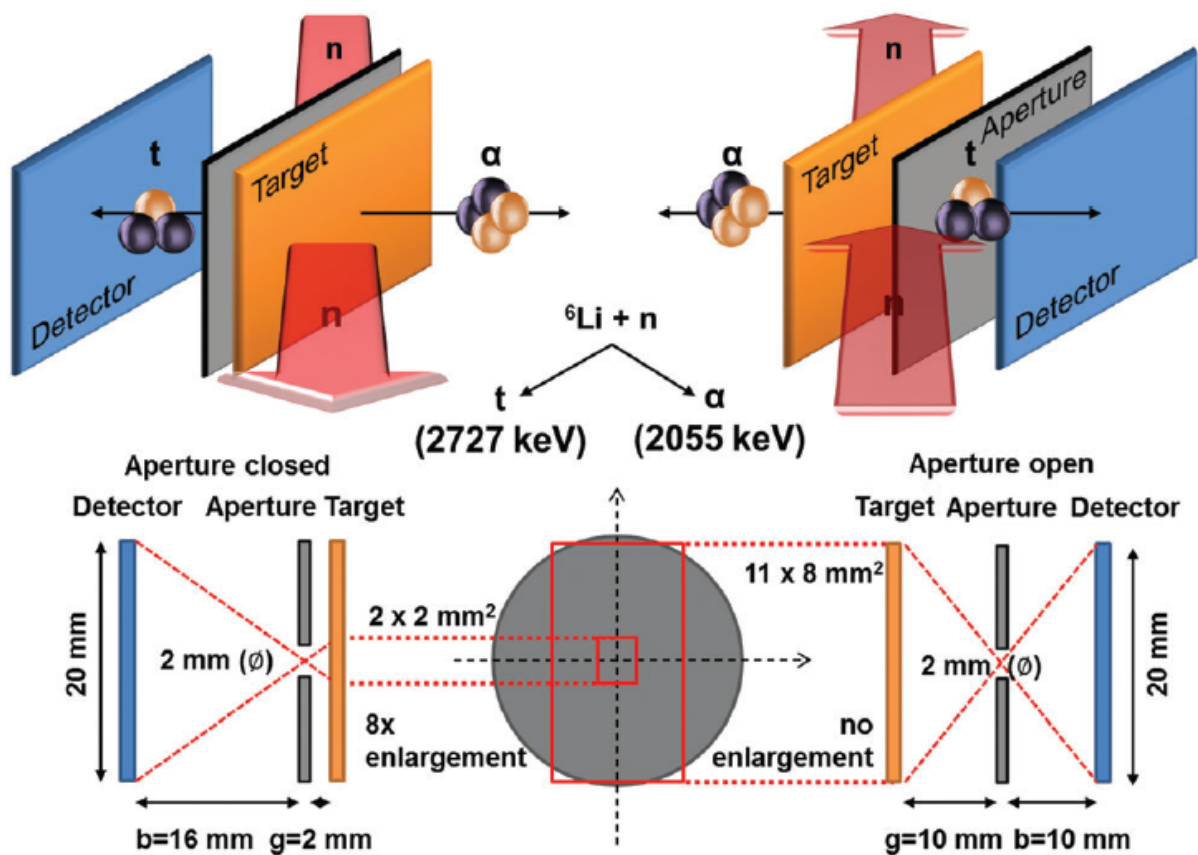 n
n
t
Target
α
α
Target
Aperture
t
Detector
n
⁶Li + n
n
Detector
t
α
(2727 keV)
(2055 keV)
Aperture closed
Aperture open
Detector
Aperture
Target
Target
Aperture
Detector
11 x 8 mm²
2 x 2 mm²
20 mm
2 mm (∅)
2 mm (∅)
20 mm
8x
enlargement
no
enlargement
b=16 mm
g=2 mm
g=10 mm
b=10 mm